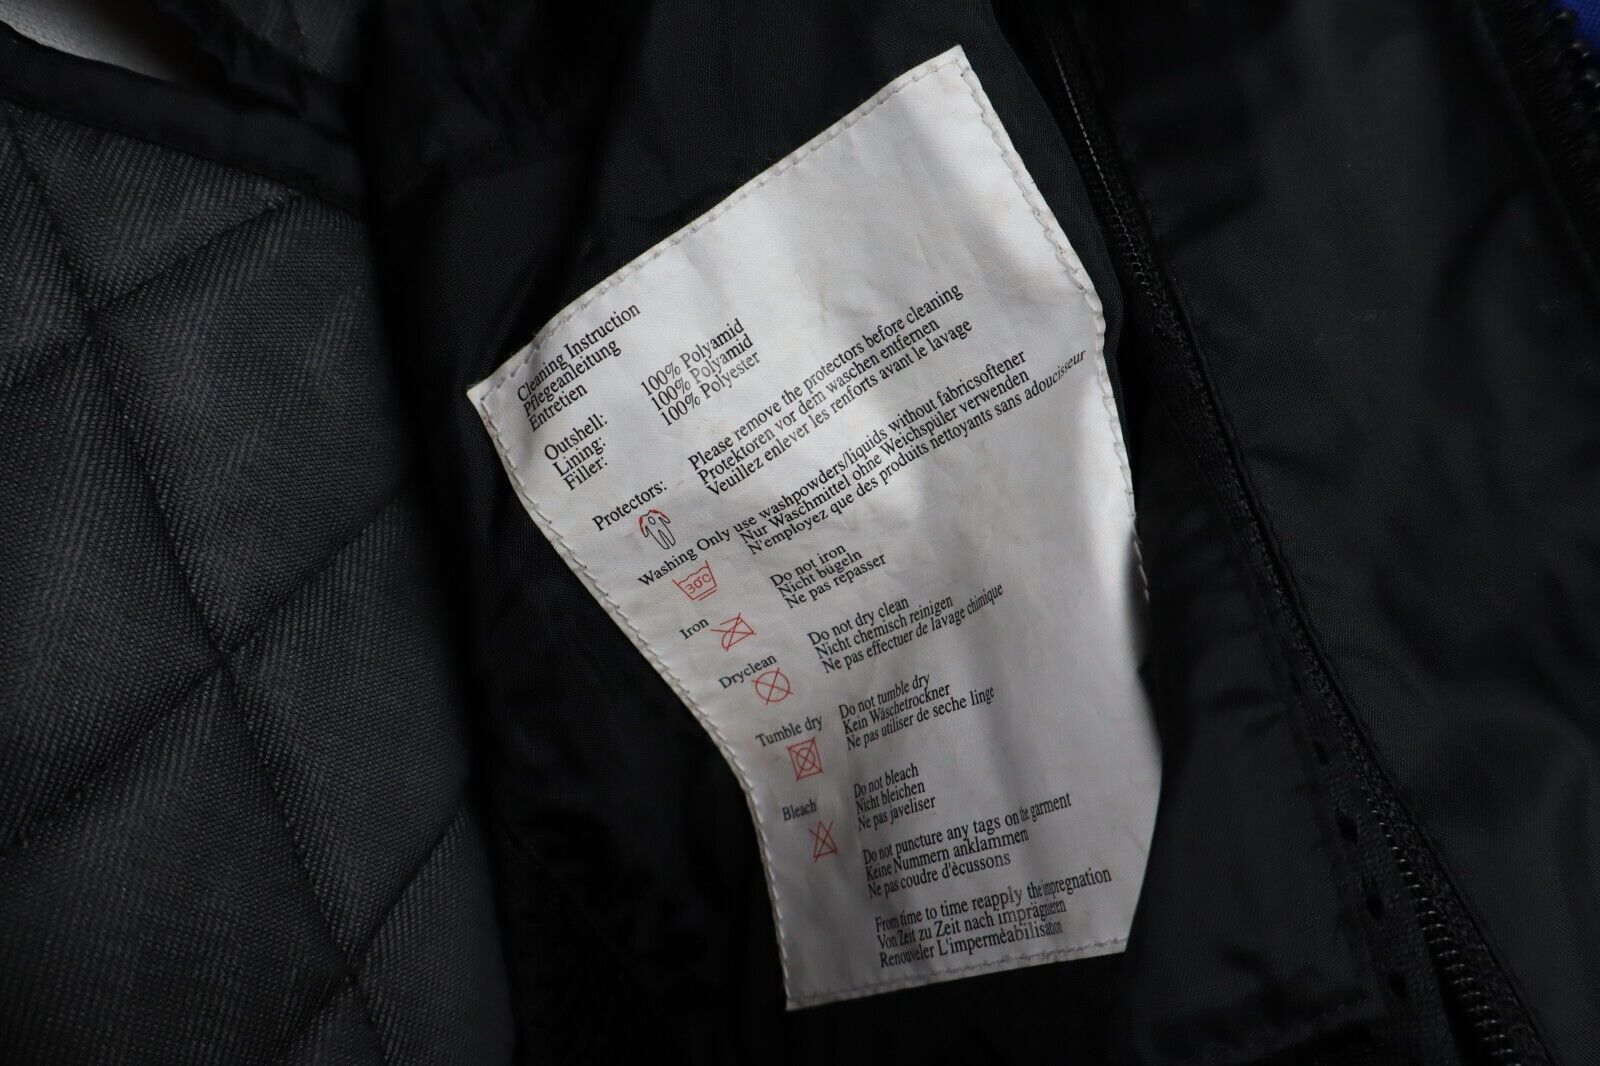 Cleaning Instruction
Pflegeanleitung
Entretien
Outshell: 100% Polyamid
Lining: 100% Polyamid
Filler: 100% Polyester
Protectors: Please remove the protectors before cleaning
Protektoren vor dem waschen entfernen
Veuillez enlever les renforts avant le lavage
Washing Only use washpowders/liquids without fabricsoftener
Nur Waschmittel ohne Weichspüler verwenden
N'employez que des produits nettoyants sans adoucisseur
30°C
Iron Do not iron
Nicht bügeln
Ne pas repasser
Dryclean Do not dry clean
Nicht chemisch reinigen
Ne pas effectuer de lavage chimique
Tumble dry Do not tumble dry
Kein Wäschetrockner
Ne pas utiliser de seche linge
Bleach Do not bleach
Nicht bleichen
Ne pas javeliser
Do not puncture any tags on the garment
Keine Nummern anklammen
Ne pas coudre d'ècussons
From time to time reapply the impregnation
Von Zeit zu Zeit nach imprägneren
Renouveler L'impermèabilisation